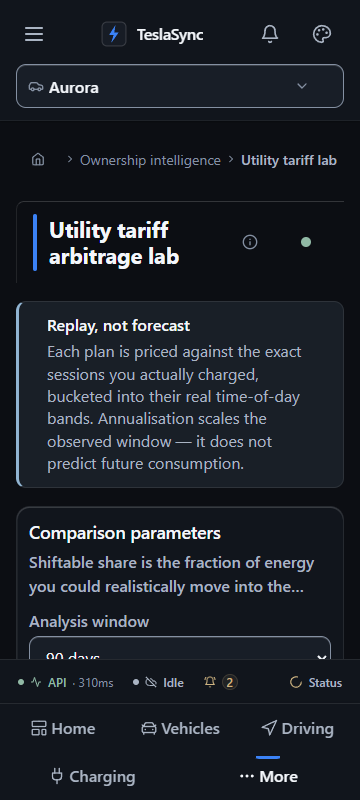 TeslaSync
Aurora
Ownership intelligence
Utility tariff lab
Utility tariff
arbitrage lab
Replay, not forecast
Each plan is priced against the exact
sessions you actually charged,
bucketed into their real time-of-day
bands. Annualisation scales the
observed window — it does not
predict future consumption.
Comparison parameters
Shiftable share is the fraction of energy
you could realistically move into the…
Analysis window
90 days
API · 310ms
Idle
2
Status
Home
Vehicles
Driving
Charging
More